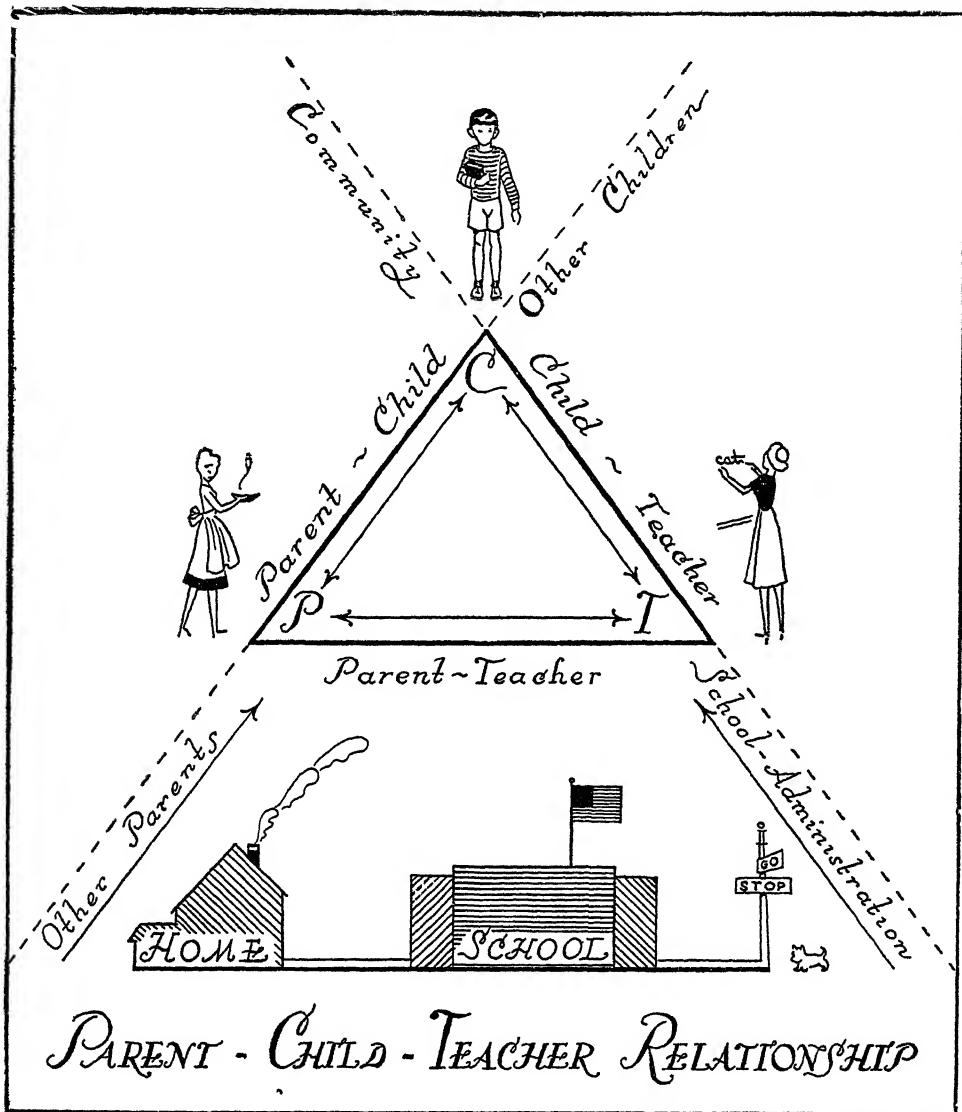 Community
Other Children
C
Parent ~ Child
Child ~ Teacher
cat
P
T
Parent ~ Teacher
Other Parents
School-Administration
GO
STOP
HOME
SCHOOL
PARENT - CHILD - TEACHER RELATIONSHIP